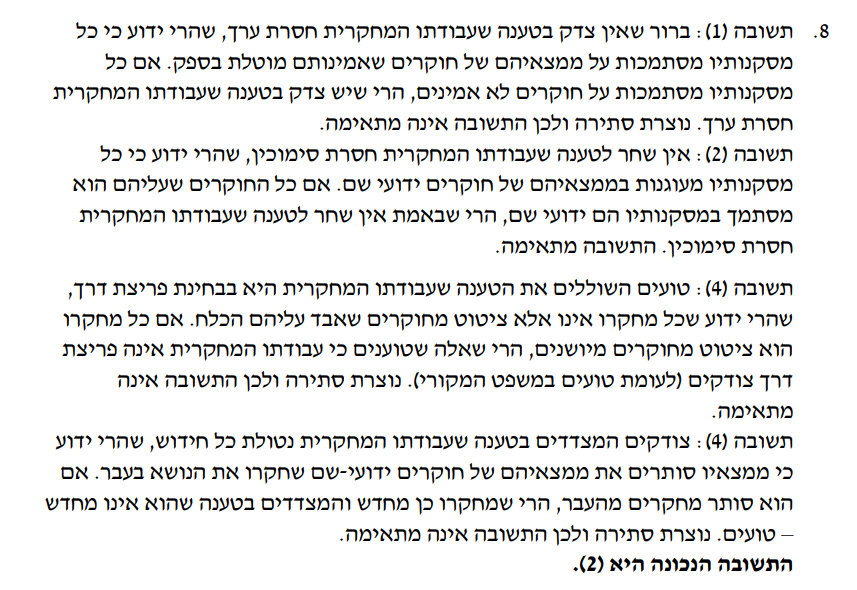 8. תשובה (1): ברור שאין צדק בטענה שעבודתו המחקרית חסרת ערך, שהרי ידוע כי כל
מסקנותיו מסתמכות על ממצאיהם של חוקרים שאמינותם מוטלת בספק. אם כל
מסקנותיו מסתמכות על חוקרים לא אמינים, הרי שיש צדק בטענה שעבודתו המחקרית
חסרת ערך. נוצרת סתירה ולכן התשובה אינה מתאימה.
תשובה (2): אין שחר לטענה שעבודתו המחקרית חסרת סימוכין, שהרי ידוע כי כל
מסקנותיו מעוגנות בממצאיהם של חוקרים ידועי שם. אם כל החוקרים שעליהם הוא
מסתמך במסקנותיו הם ידועי שם, הרי שבאמת אין שחר לטענה שעבודתו המחקרית
חסרת סימוכין. התשובה מתאימה.
תשובה (4): טועים השוללים את הטענה שעבודתו המחקרית היא בבחינת פריצת דרך,
שהרי ידוע שכל מחקרו אינו אלא ציטוט מחוקרים שאבד עליהם הכלח. אם כל מחקרו
הוא ציטוט מחוקרים מיושנים, הרי שאלה שטוענים כי עבודתו המחקרית אינה פריצת
דרך צודקים (לעומת טועים במשפט המקורי). נוצרת סתירה ולכן התשובה אינה
מתאימה.
תשובה (4): צודקים המצדדים בטענה שעבודתו המחקרית נטולת כל חידוש, שהרי ידוע
כי ממצאיו סותרים את ממצאיהם של חוקרים ידועי-שם שחקרו את הנושא בעבר. אם
הוא סותר מחקרים מהעבר, הרי שמחקרו כן מחדש והמצדדים בטענה שהוא אינו מחדש
– טועים. נוצרת סתירה ולכן התשובה אינה מתאימה.
התשובה הנכונה היא (2).